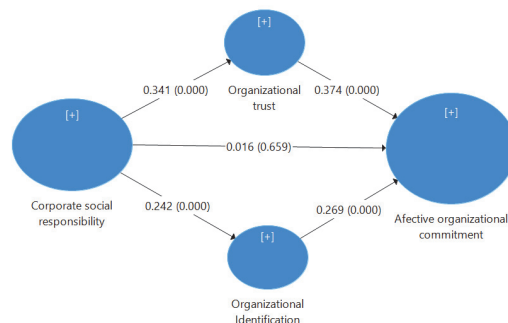 [+]
0.341 (0.000)
Organizational
trust
0.374 (0.000)
[+]
[+]
0.016 (0.659)
Corporate social
responsibility
0.242 (0.000)
0.269 (0.000)
Afective organizational
commitment
[+]
Organizational
Identification